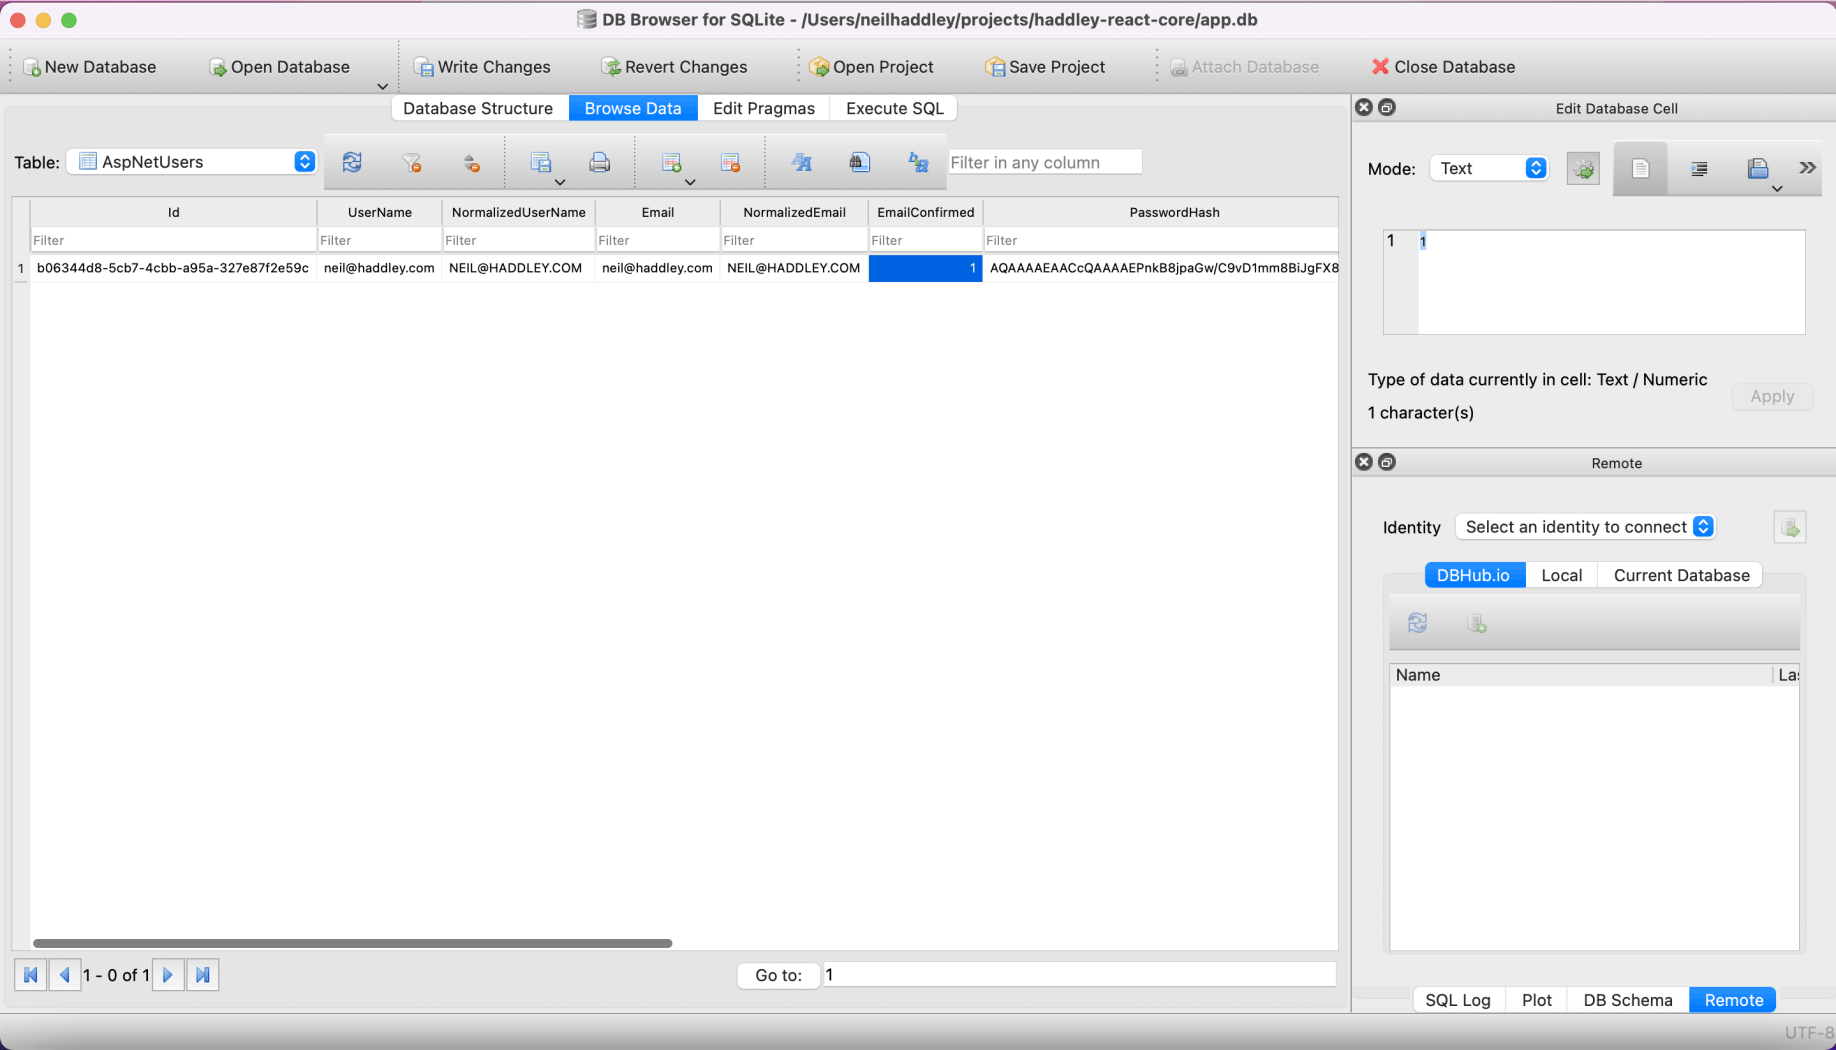 DB Browser for SQLite - /Users/neilhaddley/projects/haddley-react-core/app.db
New Database Open Database Write Changes Revert Changes Open Project Save Project Attach Database Close Database
Database Structure Browse Data Edit Pragmas Execute SQL
Table: AspNetUsers Filter in any column
Id UserName NormalizedUserName Email NormalizedEmail EmailConfirmed PasswordHash
Filter Filter Filter Filter Filter Filter Filter
1 b06344d8-5cb7-4cbb-a95a-327e87f2e59c neil@haddley.com NEIL@HADDLEY.COM neil@haddley.com NEIL@HADDLEY.COM 1 AQAAAAEAACcQAAAAEPnkB8jpaGw/C9vD1mm8BiJgFX8
1 - 0 of 1 Go to: 1
Edit Database Cell
Mode: Text
1 1
Type of data currently in cell: Text / Numeric
1 character(s)
Apply
Remote
Identity Select an identity to connect
DBHub.io Local Current Database
Name Las
SQL Log Plot DB Schema Remote
UTF-8